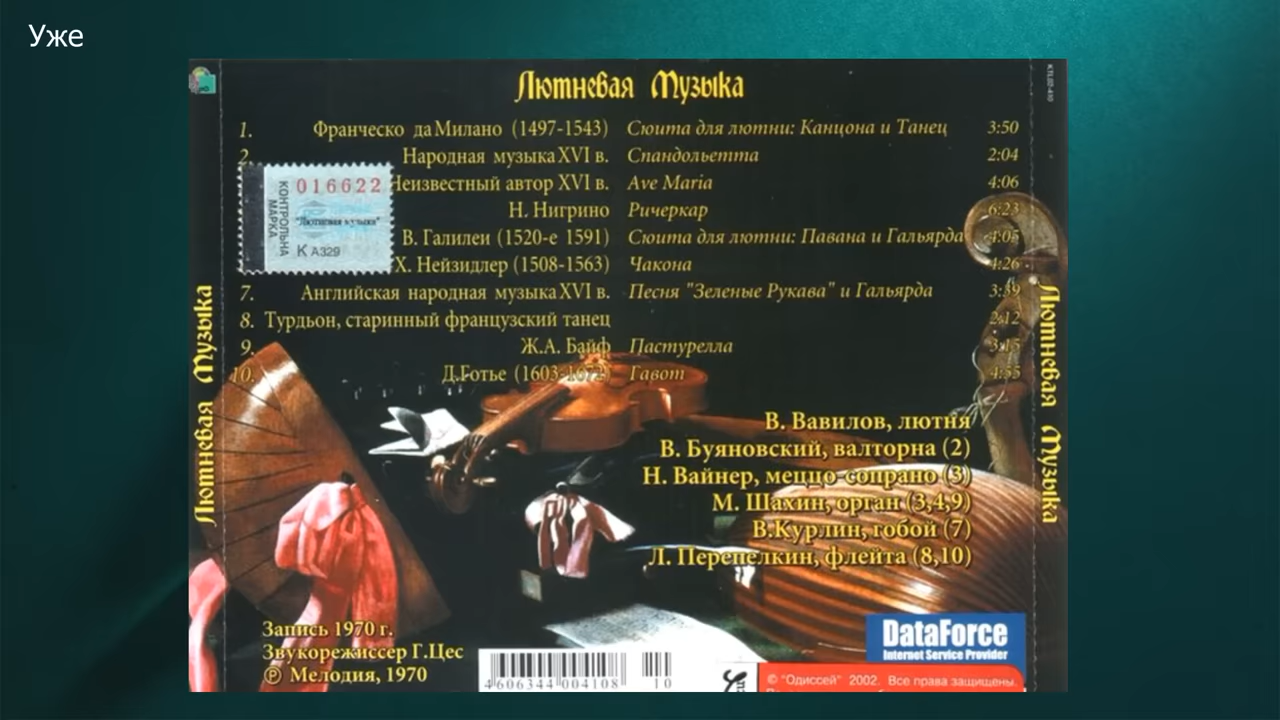 Уже
Лютневая Музыка
1. Франческо да Милано (1497-1543) Сюита для лютни: Канцона и Танец 3:50
2. Народная музыка XVI в. Спандольетта 2:04
Неизвестный автор XVI в. Ave Maria 4:06
Н. Нигрино Ричеркар 6:23
В. Галилеи (1520-е 1591) Сюита для лютни: Павана и Гальярда 4:05
Х. Нейзидлер (1508-1563) Чакона 4:26
7. Английская народная музыка XVI в. Песня "Зеленые Рукава" и Гальярда 3:39
8. Турдьон, старинный французский танец 2:12
9. Ж.А. Байф Пастурелла 3:15
10. Д.Готье (1603-1672) Гавот 4:55
016622
КОНТРОЛЬНА
МАРКА
"Лютневая музыка"
К А329
Лютневая Музыка
Лютневая Музыка
В. Вавилов, лютня
В. Буяновский, валторна (2)
Н. Вайнер, меццо-сопрано (3)
М. Шахин, орган (3,4,9)
В.Курлин, гобой (7)
Л. Перепелкин, флейта (8,10)
Запись 1970 г.
Звукорежиссер Г.Цес
℗ Мелодия, 1970
4606344 004108 10
DataForce
Internet Service Provider
© "Одиссей" 2002. Все права защищены.